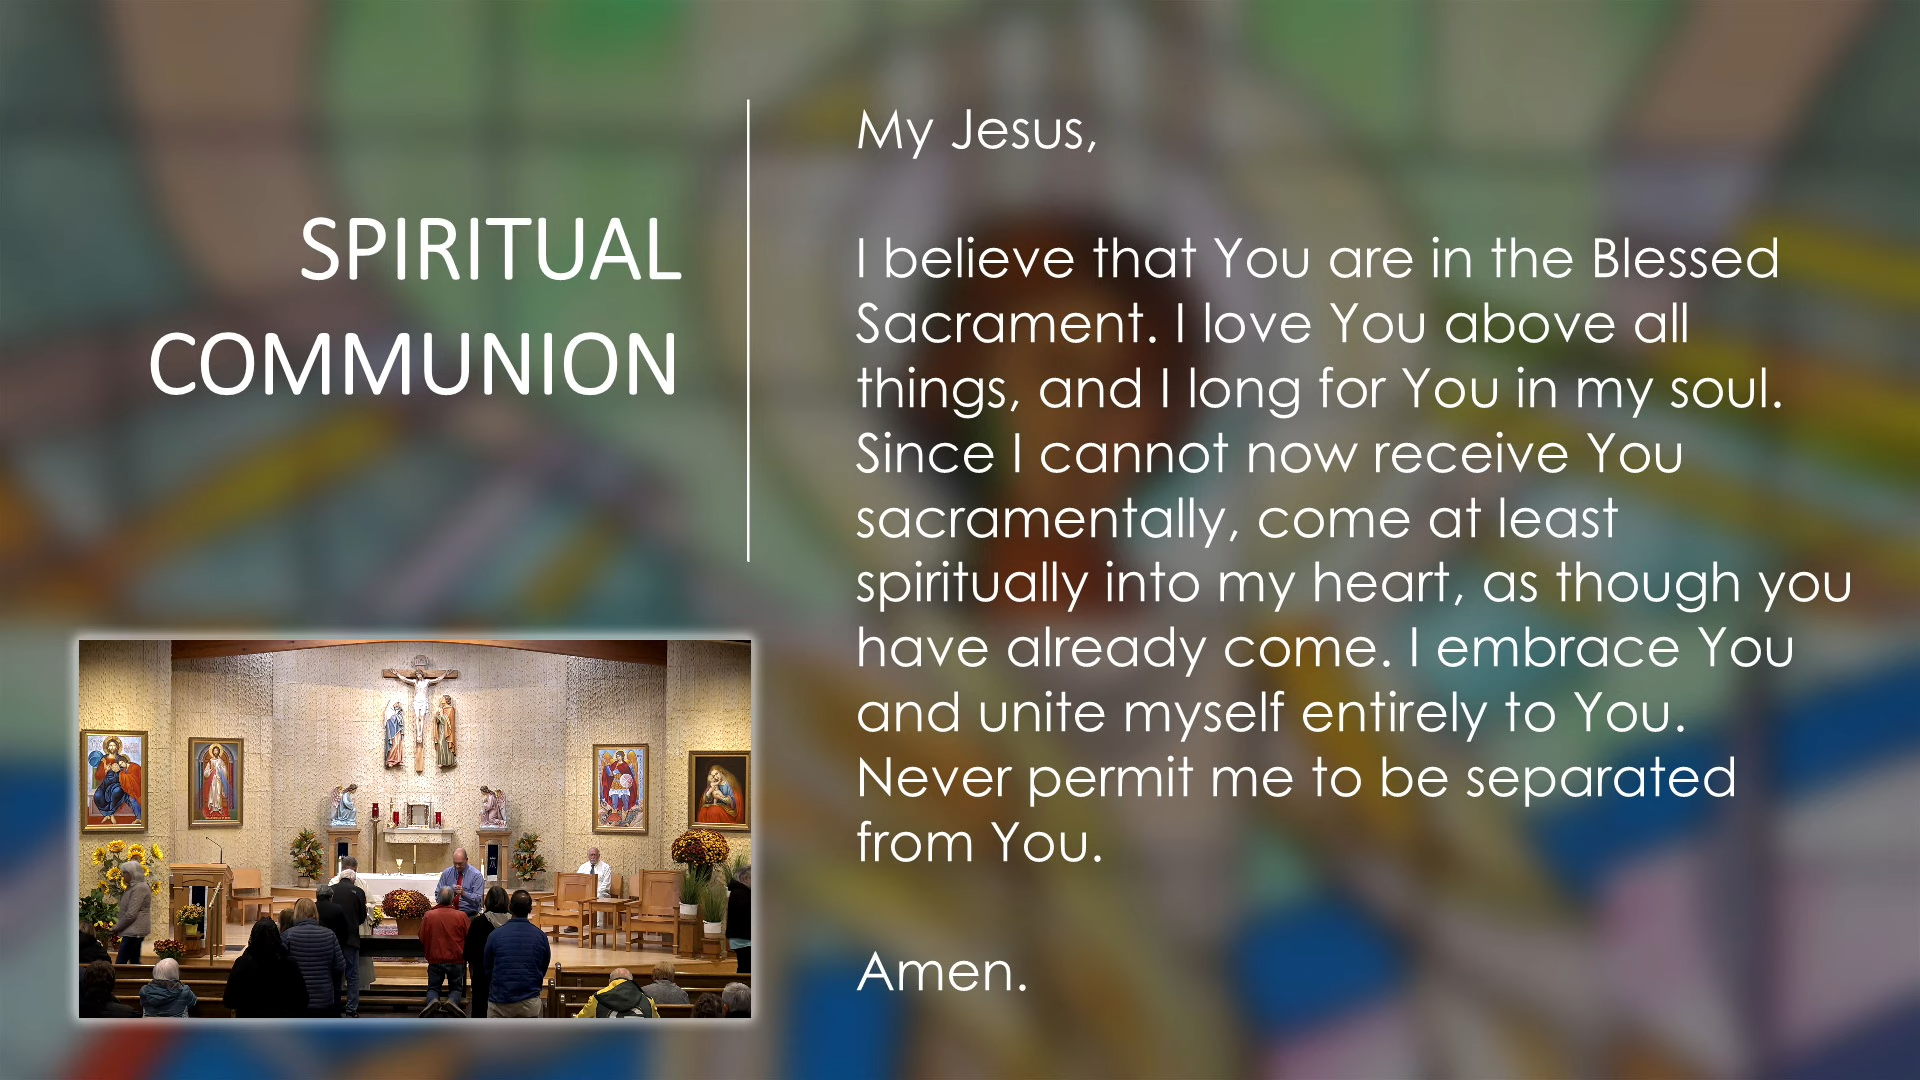 SPIRITUAL
COMMUNION
My Jesus,
I believe that You are in the Blessed
Sacrament. I love You above all
things, and I long for You in my soul.
Since I cannot now receive You
sacramentally, come at least
spiritually into my heart, as though you
have already come. I embrace You
and unite myself entirely to You.
Never permit me to be separated
from You.
Amen.